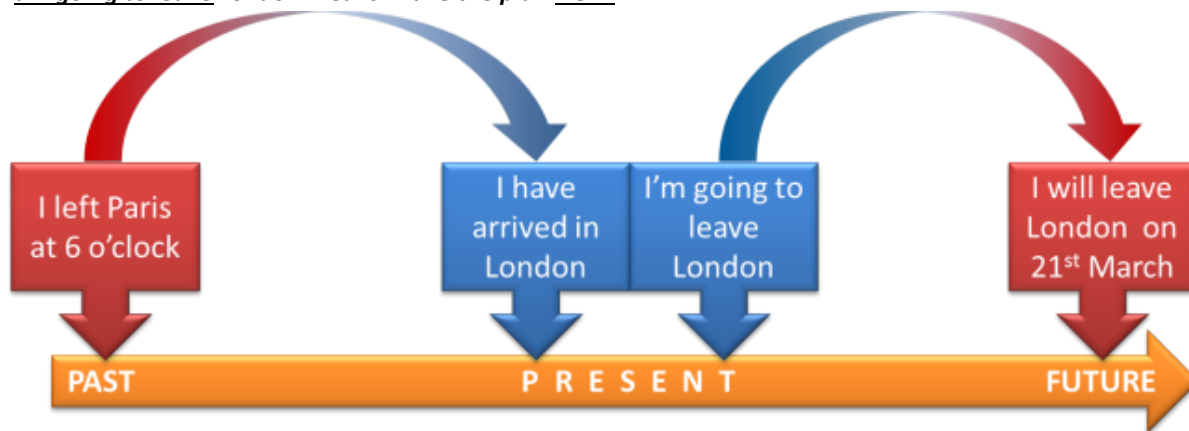 I left Paris
at 6 o'clock
I have
arrived in
London
I'm going to
leave
London
I will leave
London on
21st March
PAST
P R E S E N T
FUTURE